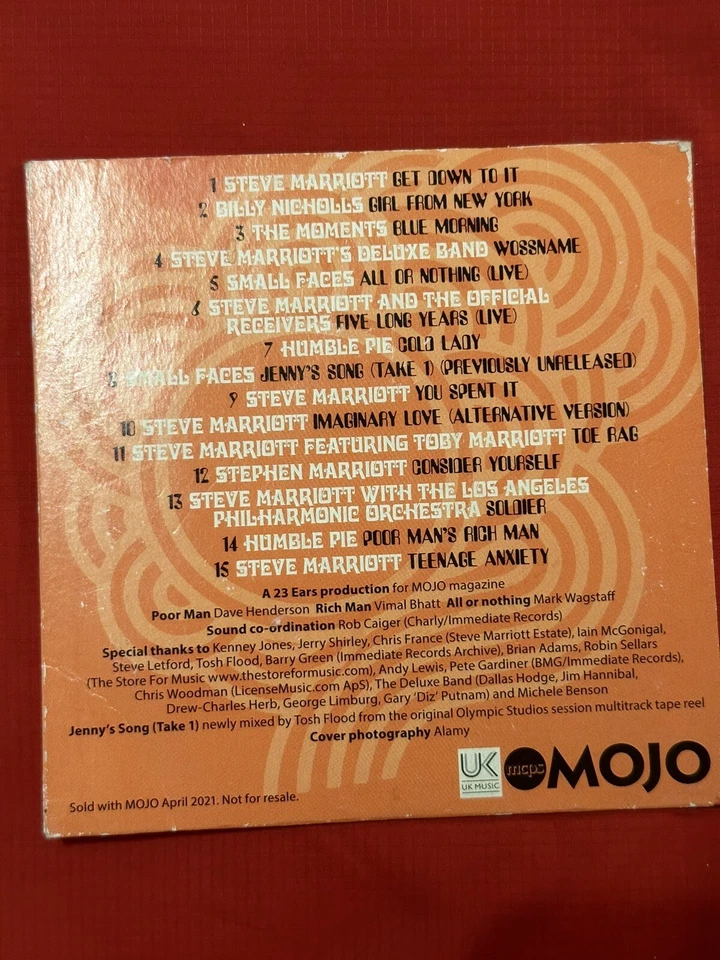 1 STEVE MARRIOTT GET DOWN TO IT
2 BILLY NICHOLLS GIRL FROM NEW YORK
3 THE MOMENTS BLUE MORNING
4 STEVE MARRIOTT'S DELUXE BAND WOSSNAME
5 SMALL FACES ALL OR NOTHING (LIVE)
6 STEVE MARRIOTT AND THE OFFICIAL
RECEIVERS FIVE LONG YEARS (LIVE)
7 HUMBLE PIE COLD LADY
8 SMALL FACES JENNY'S SONG (TAKE 1) (PREVIOUSLY UNRELEASED)
9 STEVE MARRIOTT YOU SPENT IT
10 STEVE MARRIOTT IMAGINARY LOVE (ALTERNATIVE VERSION)
11 STEVE MARRIOTT FEATURING TOBY MARRIOTT TOE RAG
12 STEPHEN MARRIOTT CONSIDER YOURSELF
13 STEVE MARRIOTT WITH THE LOS ANGELES
PHILHARMONIC ORCHESTRA SOLDIER
14 HUMBLE PIE POOR MAN'S RICH MAN
15 STEVE MARRIOTT TEENAGE ANXIETY
A 23 Ears production for MOJO magazine
Poor Man Dave Henderson Rich Man Vimal Bhatt All or nothing Mark Wagstaff
Sound co-ordination Rob Caiger (Charly/Immediate Records)
Special thanks to Kenney Jones, Jerry Shirley, Chris France (Steve Marriott Estate), Iain McGonigal,
Steve Letford, Tosh Flood, Barry Green (Immediate Records Archive), Brian Adams, Robin Sellars
(The Store For Music www.thestoreformusic.com), Andy Lewis, Pete Gardiner (BMG/Immediate Records),
Chris Woodman (LicenseMusic.com ApS), The Deluxe Band (Dallas Hodge, Jim Hannibal,
Drew-Charles Herb, George Limburg, Gary 'Diz' Putnam) and Michele Benson
Jenny's Song (Take 1) newly mixed by Tosh Flood from the original Olympic Studios session multitrack tape reel
Cover photography Alamy
UK
UK MUSIC
mcps
MOJO
Sold with MOJO April 2021. Not for resale.